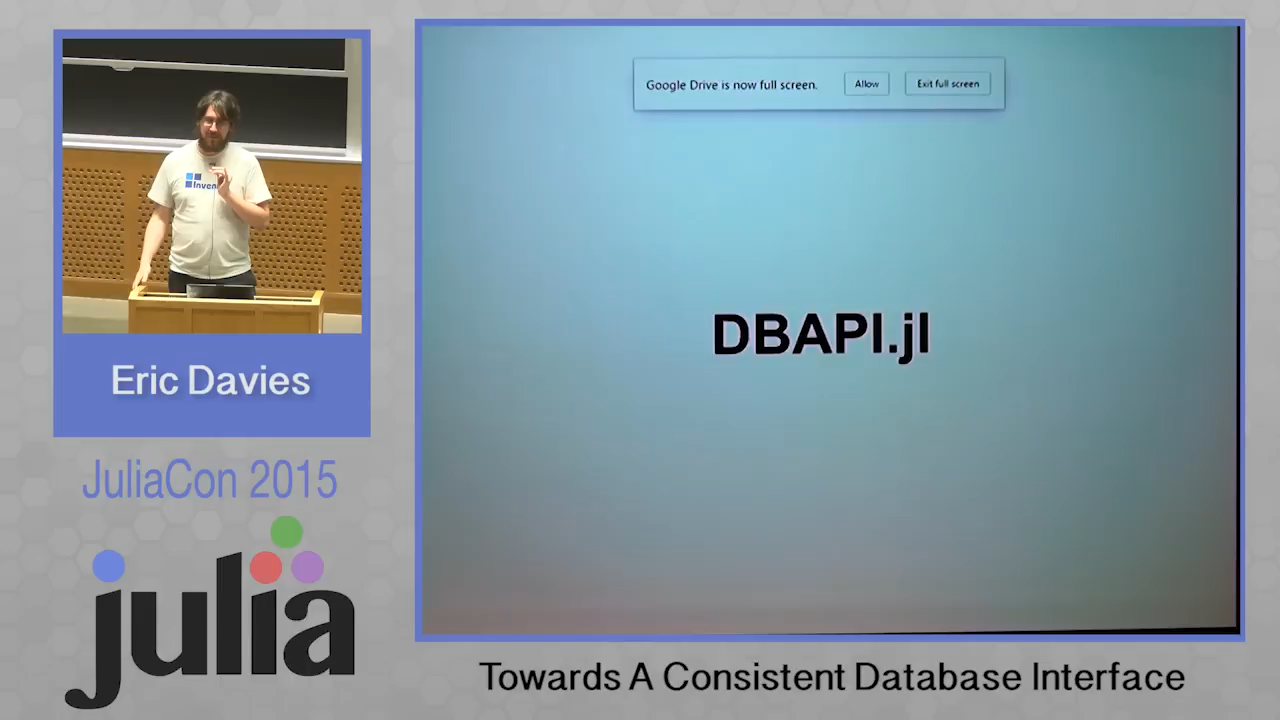 Google Drive is now full screen. Allow Exit full screen
DBAPI.jl
Eric Davies
JuliaCon 2015
julia
Towards A Consistent Database Interface